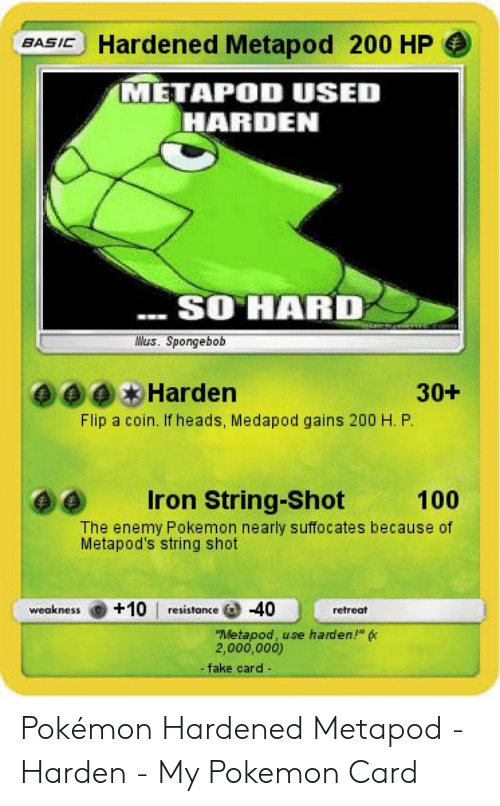 BASIC Hardened Metapod 200 HP
METAPOD USED
HARDEN
... SO HARD
Illus. Spongebob
Harden 30+
Flip a coin. If heads, Medapod gains 200 H. P.
Iron String-Shot 100
The enemy Pokemon nearly suffocates because of
Metapod's string shot
weakness +10 resistance -40 retreat
"Metapod, use harden!" (x
2,000,000)
- fake card -
Pokémon Hardened Metapod -
Harden - My Pokemon Card